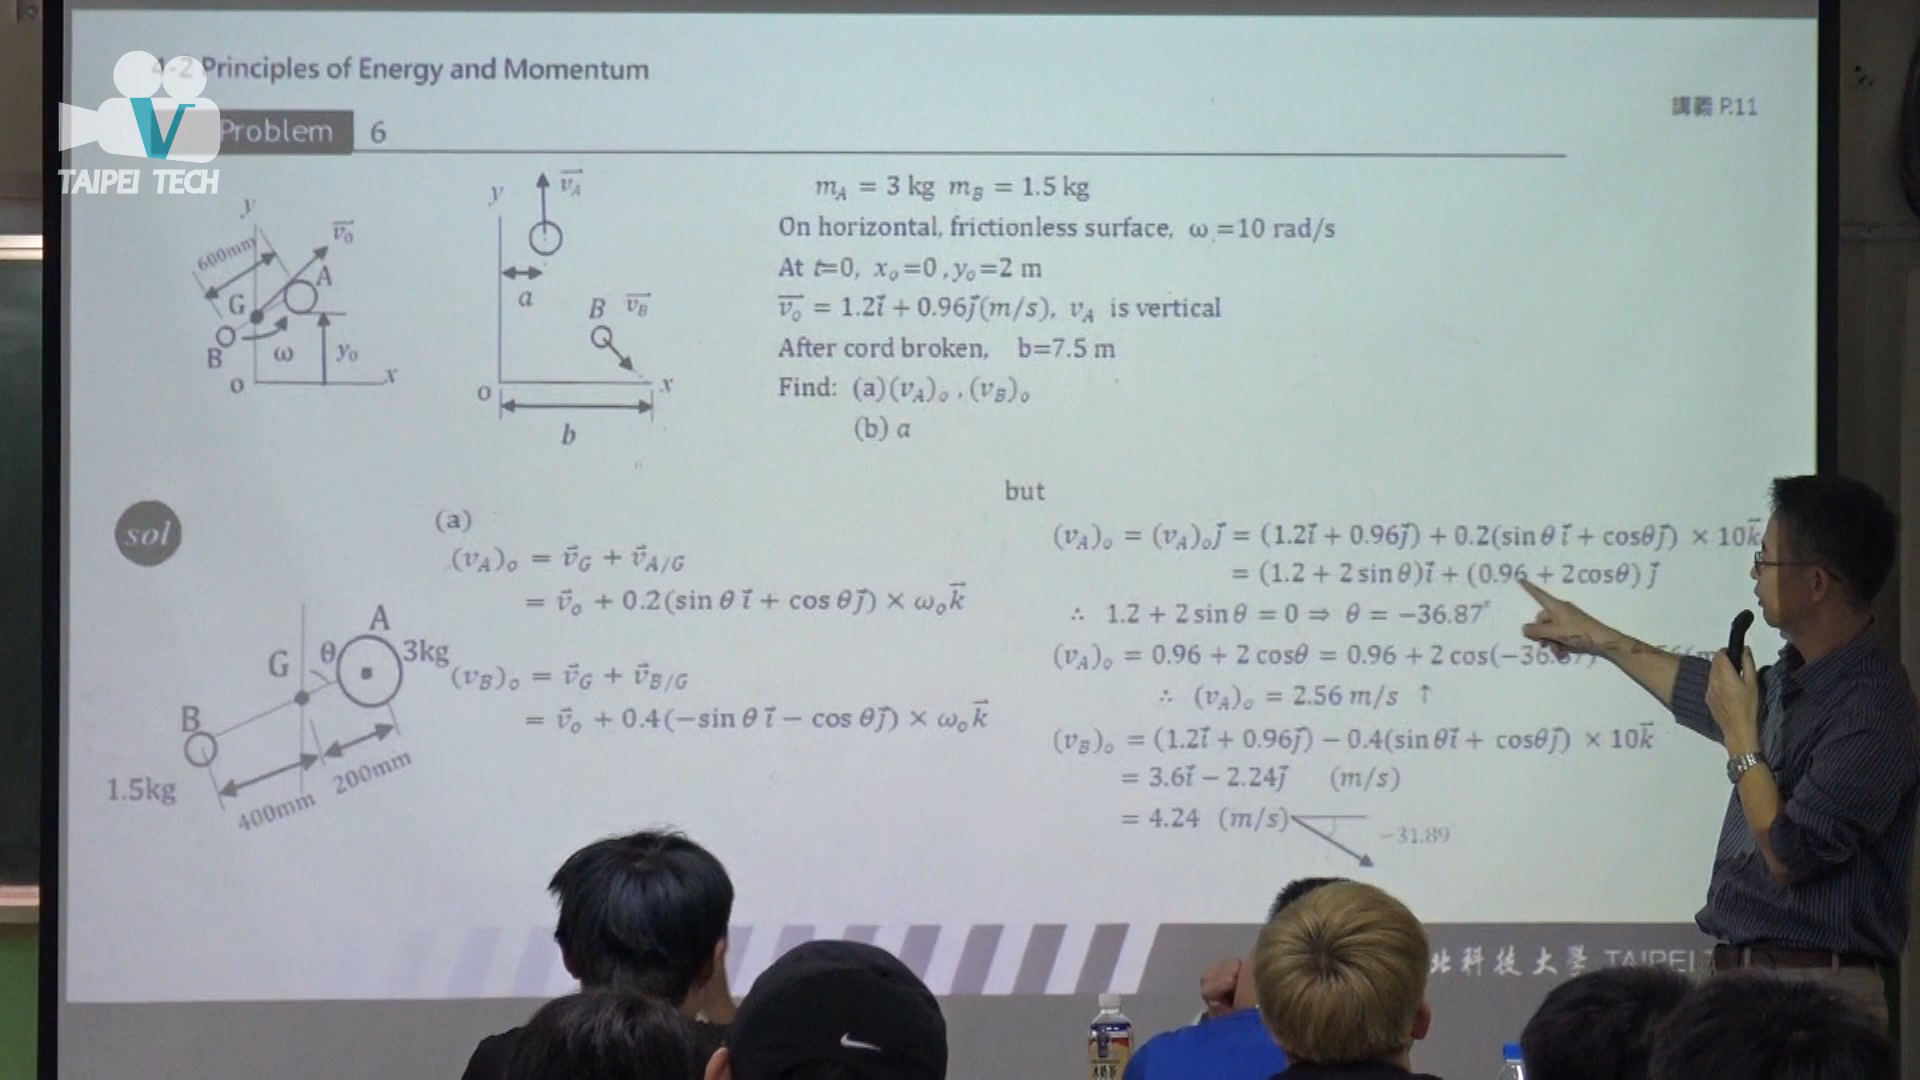 4-2 Principles of Energy and Momentum
講義 P.11
Problem 6
V
TAIPEI TECH
y
600mm
v₀
A
G
B
ω
y₀
o
x
y
v_A
a
B v_B
o
x
b
m_A = 3 kg m_B = 1.5 kg
On horizontal, frictionless surface, ω =10 rad/s
At t=0, x₀=0 ,y₀=2 m
v₀ = 1.2i + 0.96j(m/s), v_A is vertical
After cord broken, b=7.5 m
Find: (a)(v_A)₀ , (v_B)₀
(b) a
sol
(a)
(v_A)₀ = v_G + v_A/G
= v₀ + 0.2(sin θ i + cos θj) × ω₀k
(v_B)₀ = v_G + v_B/G
= v₀ + 0.4(−sin θ i − cos θj) × ω₀k
A
G
θ
3kg
B
1.5kg
400mm
200mm
but
(v_A)₀ = (v_A)₀j = (1.2i + 0.96j) + 0.2(sin θ i + cosθj) × 10k
= (1.2 + 2 sin θ)i + (0.96 + 2cosθ) j
∴ 1.2 + 2 sin θ = 0 ⇒ θ = −36.87°
(v_A)₀ = 0.96 + 2 cosθ = 0.96 + 2 cos(−36.87)
∴ (v_A)₀ = 2.56 m/s ↑
(v_B)₀ = (1.2i + 0.96j) − 0.4(sin θi + cosθj) × 10k
= 3.6i − 2.24j (m/s)
= 4.24 (m/s)
−31.89
北科技大學 TAIPEI